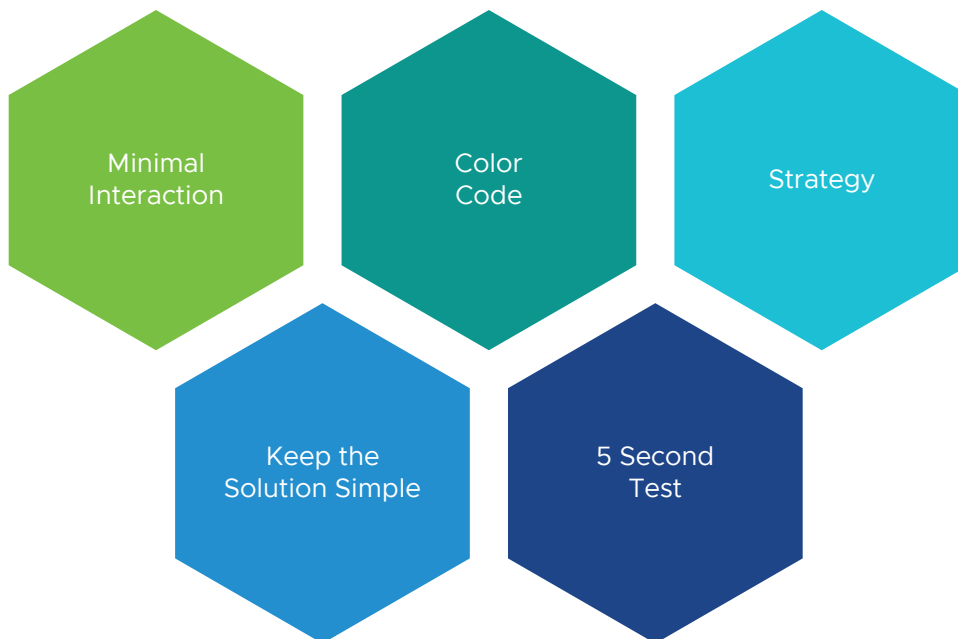 Minimal
Interaction
Color
Code
Strategy
Keep the
Solution Simple
5 Second
Test